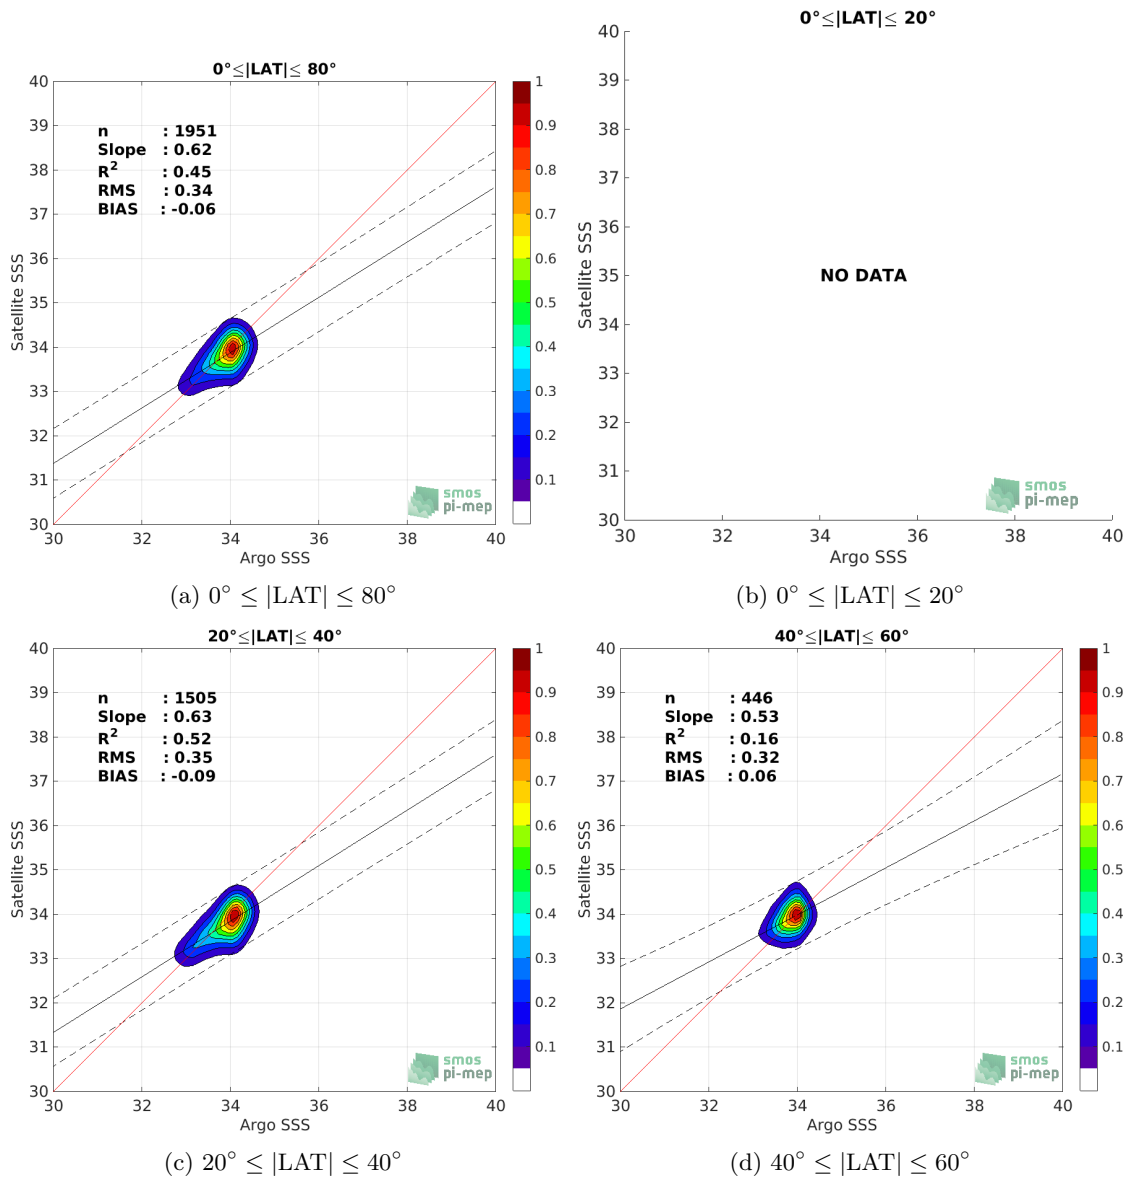 0°≤|LAT|≤ 80°
40
39
38
37
36
35
34
33
32
31
30
Satellite SSS
n : 1951
Slope : 0.62
R² : 0.45
RMS : 0.34
BIAS : -0.06
1
0.9
0.8
0.7
0.6
0.5
0.4
0.3
0.2
0.1
smos
pi-mep
30 32 34 36 38 40
Argo SSS
(a) 0° ≤ |LAT| ≤ 80°
0°≤|LAT|≤ 20°
40
39
38
37
36
35
34
33
32
31
30
Satellite SSS
NO DATA
smos
pi-mep
30 32 34 36 38 40
Argo SSS
(b) 0° ≤ |LAT| ≤ 20°
20°≤|LAT|≤ 40°
40
39
38
37
36
35
34
33
32
31
30
Satellite SSS
n : 1505
Slope : 0.63
R² : 0.52
RMS : 0.35
BIAS : -0.09
1
0.9
0.8
0.7
0.6
0.5
0.4
0.3
0.2
0.1
smos
pi-mep
30 32 34 36 38 40
Argo SSS
(c) 20° ≤ |LAT| ≤ 40°
40°≤|LAT|≤ 60°
40
39
38
37
36
35
34
33
32
31
30
Satellite SSS
n : 446
Slope : 0.53
R² : 0.16
RMS : 0.32
BIAS : 0.06
1
0.9
0.8
0.7
0.6
0.5
0.4
0.3
0.2
0.1
smos
pi-mep
30 32 34 36 38 40
Argo SSS
(d) 40° ≤ |LAT| ≤ 60°